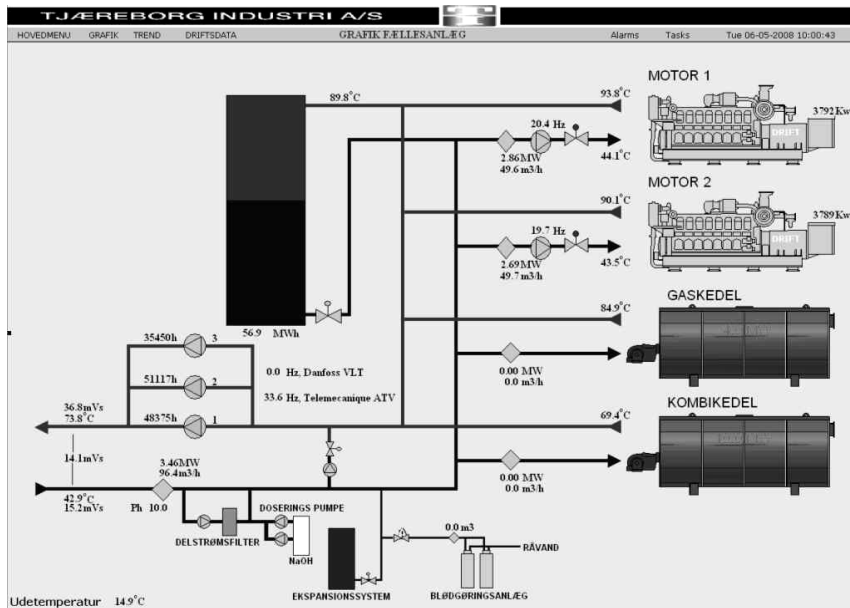 TJÆREBORG INDUSTRI A/S
HOVEDMENU GRAFIK TREND DRIFTSDATA GRAFIK FÆLLESANLÆG Alarms Tasks Tue 06-05-2008 10:00:43
MOTOR 1
89.8°C
93.8°C
3792Kw
20.4 Hz
DRIFT
2.86MW
49.6m3/h
44.1°C
MOTOR 2
90.1°C
3789Kw
19.7 Hz
DRIFT
2.69MW
49.7m3/h
43.5°C
GASKEDEL
84.9°C
56.9 MWh
35450h 3
0.00 MW
0.0 m3/h
0.0 Hz, Danfoss VLT
51117h 2
33.6 Hz, Telemecanique ATV
KOMBIKEDEL
36.8mVs
73.8°C
48375h 1
69.4°C
14.1mVs
3.46MW
96.4m3/h
0.00 MW
0.0 m3/h
42.9°C
15.2mVs
Ph 10.0
DOSERINGS PUMPE
0.0 m3
DELSTRØMSFILTER
NaOH
RÅVAND
EKSPANSIONSSYSTEM
BLØDGØRINGSANLÆG
Udetemperatur 14.9°C